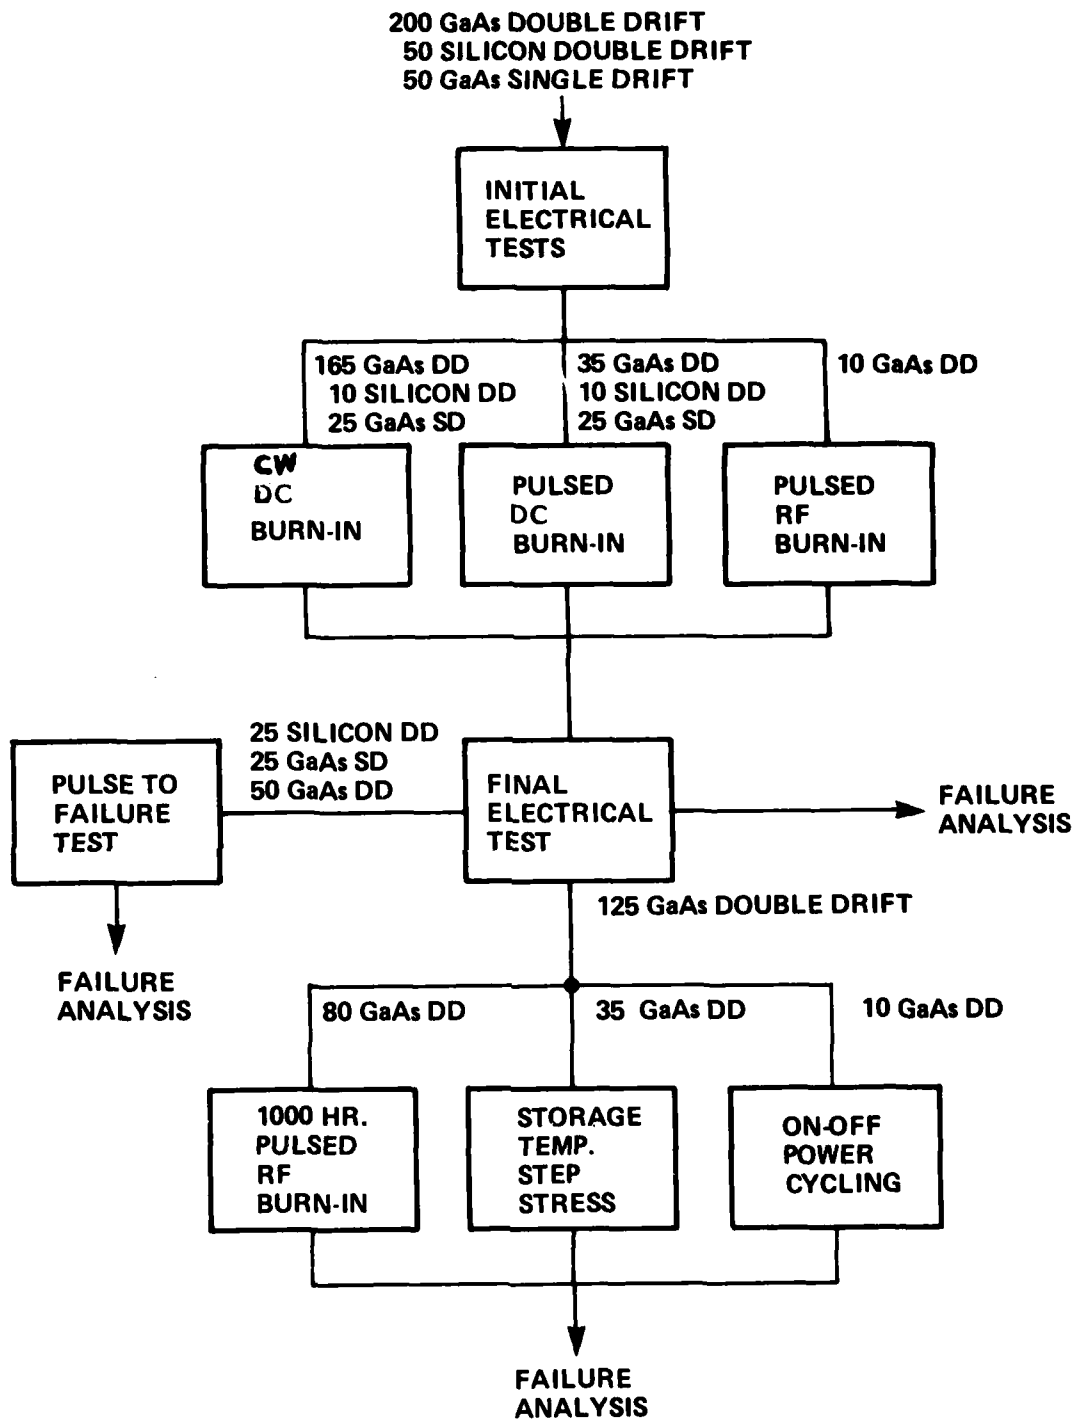 200 GaAs DOUBLE DRIFT
50 SILICON DOUBLE DRIFT
50 GaAs SINGLE DRIFT
INITIAL
ELECTRICAL
TESTS
165 GaAs DD
10 SILICON DD
25 GaAs SD
35 GaAs DD
10 SILICON DD
25 GaAs SD
10 GaAs DD
CW
DC
BURN-IN
PULSED
DC
BURN-IN
PULSED
RF
BURN-IN
PULSE TO
FAILURE
TEST
25 SILICON DD
25 GaAs SD
50 GaAs DD
FINAL
ELECTRICAL
TEST
FAILURE
ANALYSIS
FAILURE
ANALYSIS
125 GaAs DOUBLE DRIFT
80 GaAs DD
35 GaAs DD
10 GaAs DD
1000 HR.
PULSED
RF
BURN-IN
STORAGE
TEMP.
STEP
STRESS
ON-OFF
POWER
CYCLING
FAILURE
ANALYSIS